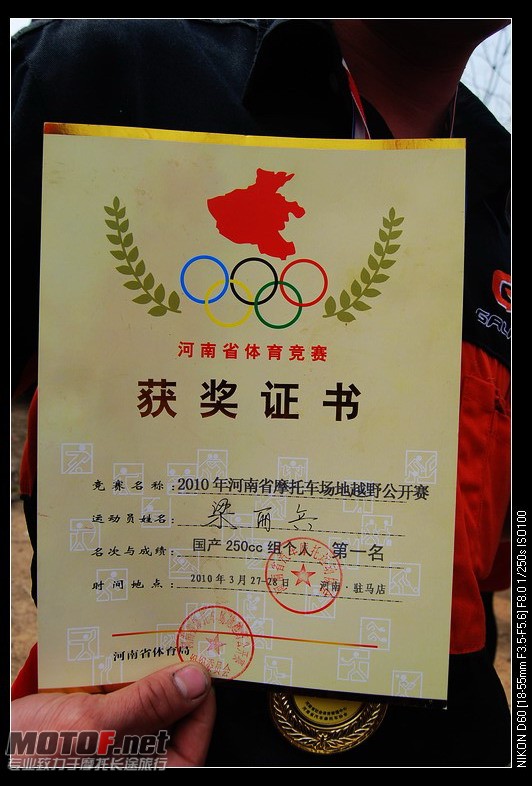 河南省体育竞赛
获奖证书
竞赛名称：2010年河南省摩托车场地越野公开赛
运动员姓名：梁丽兵
名次与成绩：国产250cc组个人 第一名
时间地点：2010年3月27-28日 河南·驻马店
河南省体育局
MOTOF.net
专业致力于摩托长途旅行
NIKON D60 [18-55mm F3.5-F5.6] F8.0 1/250s ISO100